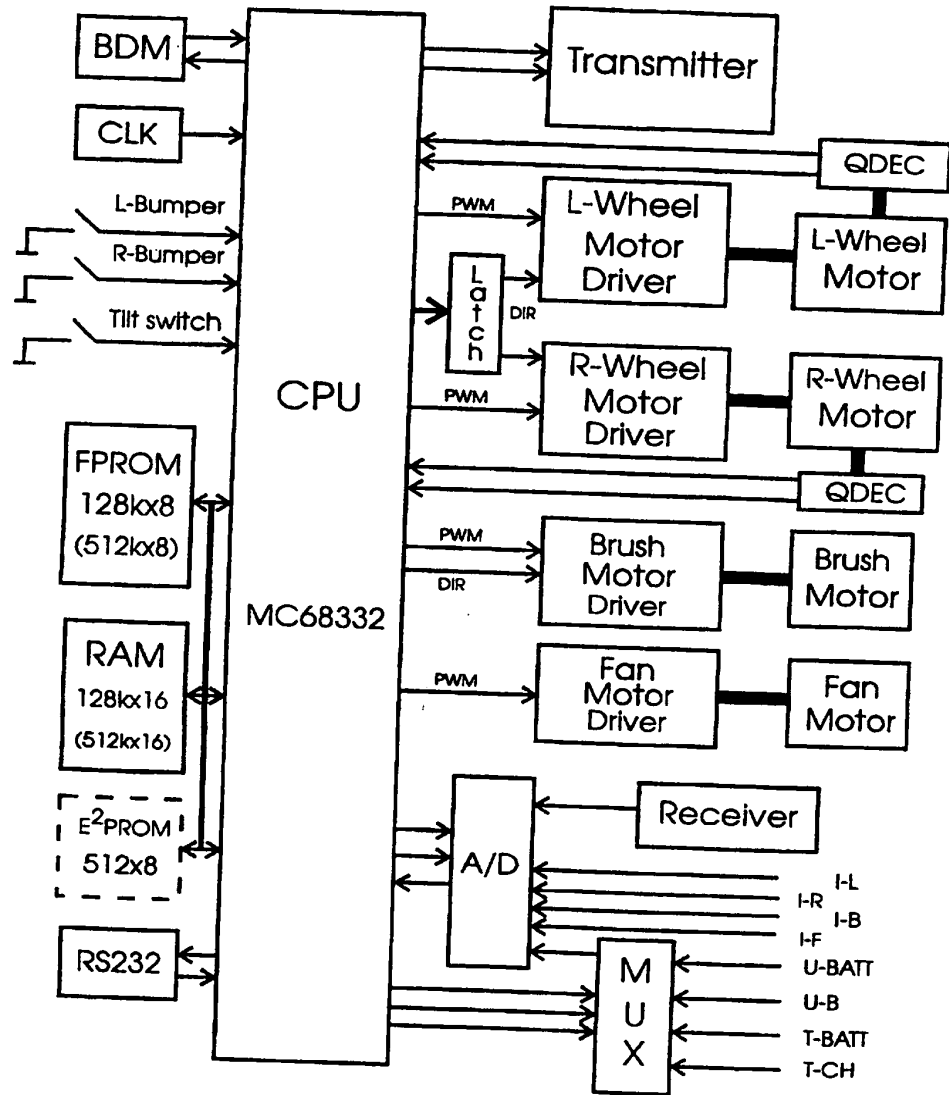 BDM
CLK
L-Bumper
R-Bumper
Tilt switch
FPROM
128kx8
(512kx8)
RAM
128kx16
(512kx16)
E²PROM
512x8
RS232
CPU
MC68332
Transmitter
QDEC
PWM
L-Wheel
Motor
Driver
L-Wheel
Motor
Latch
DIR
R-Wheel
Motor
Driver
PWM
R-Wheel
Motor
QDEC
PWM
DIR
Brush
Motor
Driver
Brush
Motor
PWM
Fan
Motor
Driver
Fan
Motor
A/D
Receiver
I-L
I-R
I-B
I-F
MUX
U-BATT
U-B
T-BATT
T-CH